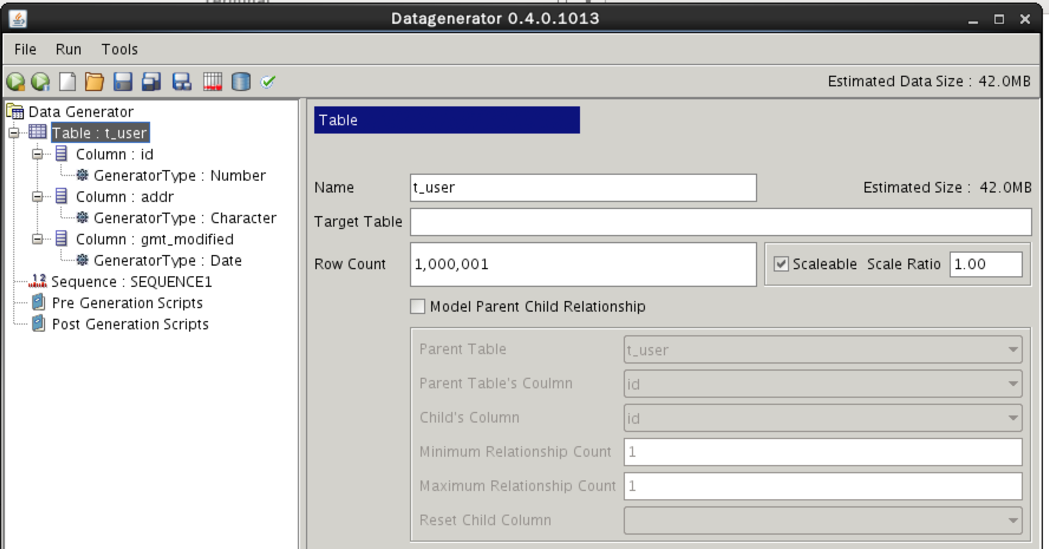 Datagenerator 0.4.0.1013
File Run Tools
Estimated Data Size : 42.0MB
Data Generator
Table : t_user
Column : id
GeneratorType : Number
Column : addr
GeneratorType : Character
Column : gmt_modified
GeneratorType : Date
Sequence : SEQUENCE1
Pre Generation Scripts
Post Generation Scripts
Table
Name t_user Estimated Size : 42.0MB
Target Table
Row Count 1,000,001 Scaleable Scale Ratio 1.00
Model Parent Child Relationship
Parent Table t_user
Parent Table's Coulmn id
Child's Column id
Minimum Relationship Count 1
Maximum Relationship Count 1
Reset Child Column